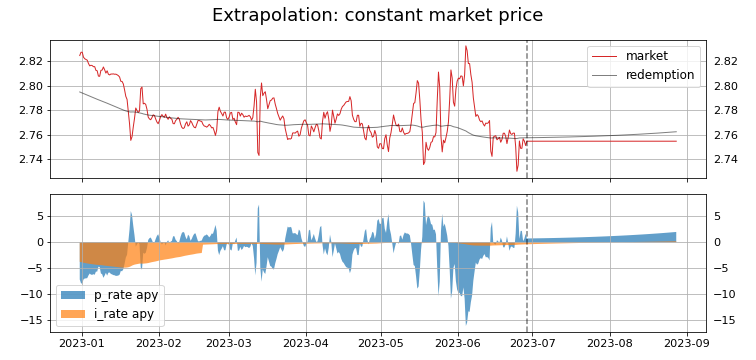 Extrapolation: constant market price
2.82 2.82
2.80 2.80
2.78 2.78
2.76 2.76
2.74 2.74
market
redemption
5 5
0 0
−5 −5
−10 −10
−15 −15
p_rate apy
i_rate apy
2023-01 2023-02 2023-03 2023-04 2023-05 2023-06 2023-07 2023-08 2023-09